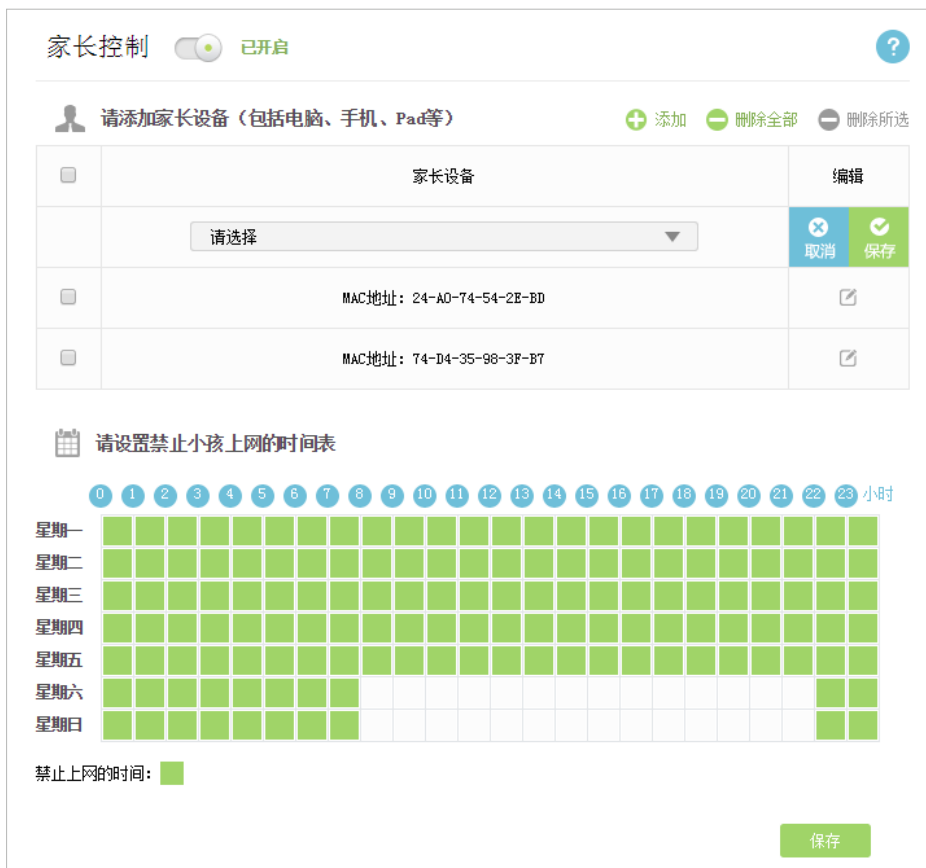 家长控制 已开启 ?
请添加家长设备（包括电脑、手机、Pad等） 添加 删除全部 删除所选
家长设备 编辑
请选择 取消 保存
MAC地址：24-A0-74-54-2E-BD
MAC地址：74-D4-35-98-3F-B7
请设置禁止小孩上网的时间表
0 1 2 3 4 5 6 7 8 9 10 11 12 13 14 15 16 17 18 19 20 21 22 23 小时
星期一
星期二
星期三
星期四
星期五
星期六
星期日
禁止上网的时间：
保存